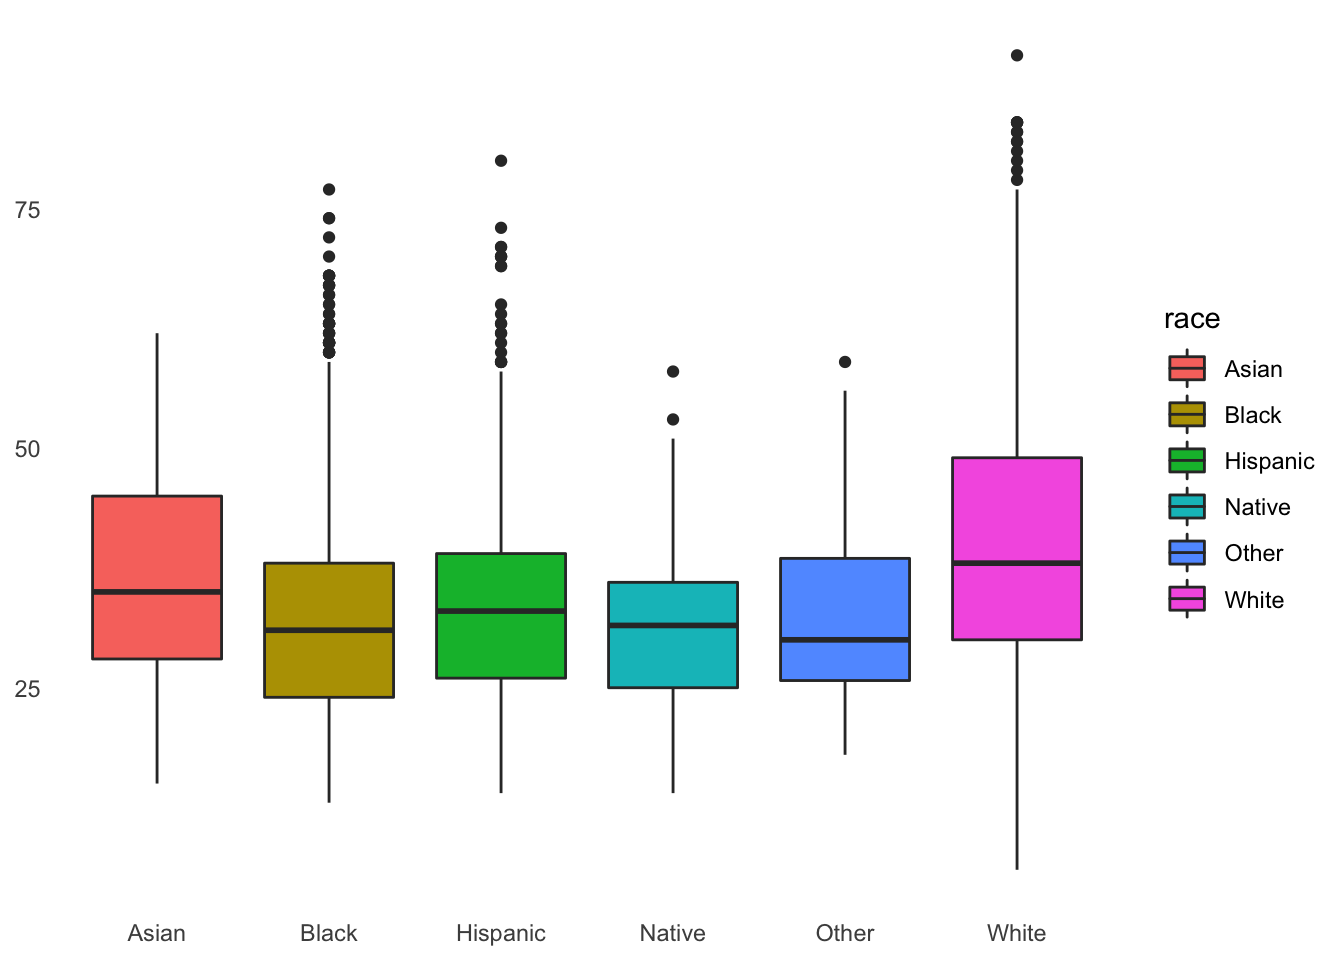 75
50
25
Asian
Black
Hispanic
Native
Other
White
race
Asian
Black
Hispanic
Native
Other
White